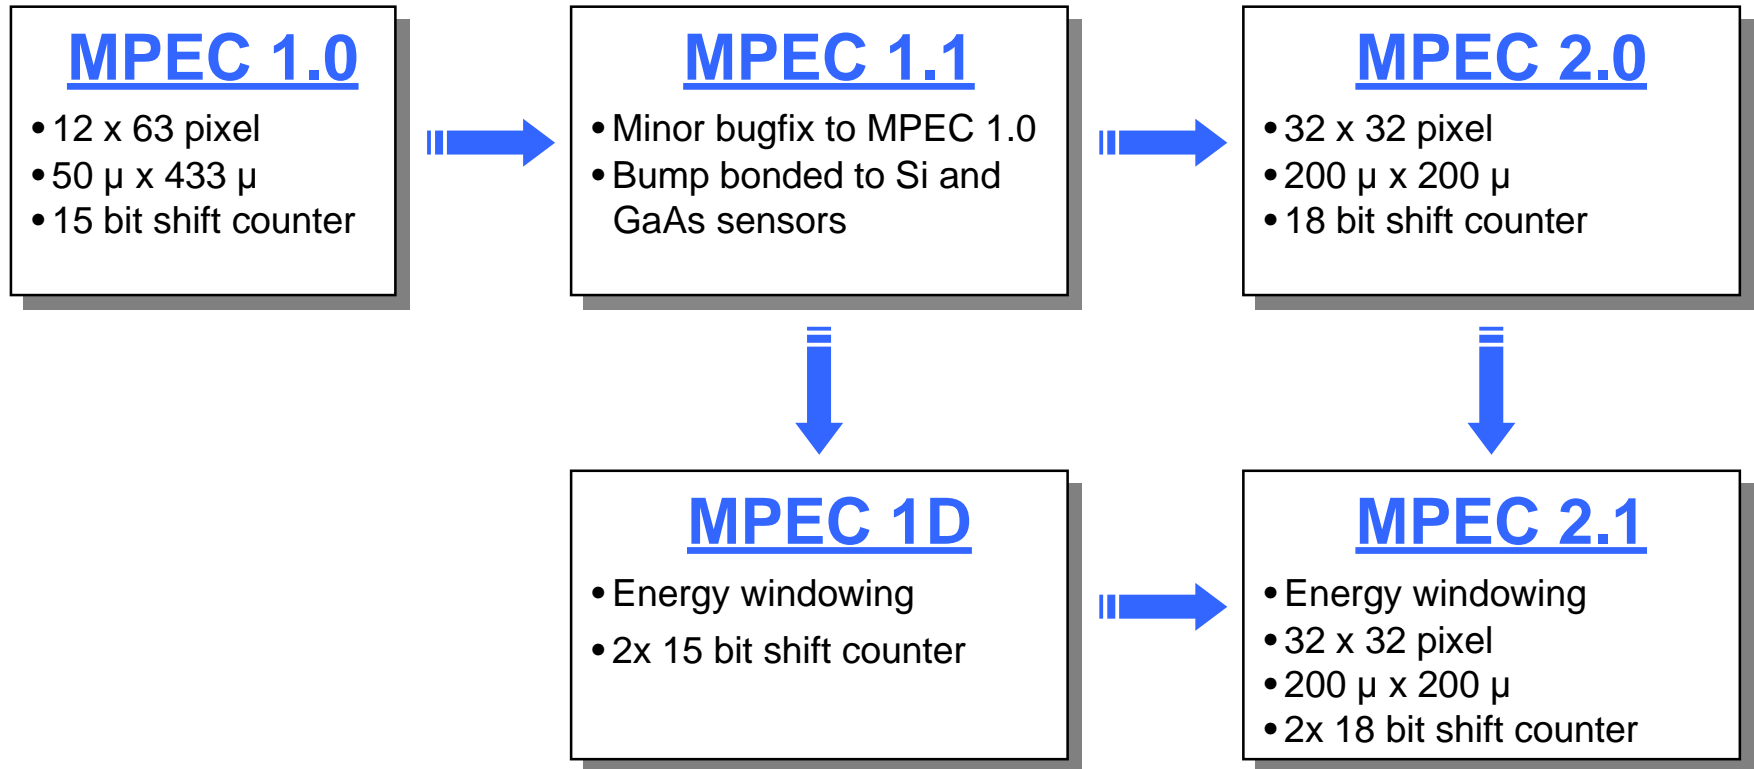 MPEC 1.0
• 12 x 63 pixel
• 50 µ x 433 µ
• 15 bit shift counter
MPEC 1.1
• Minor bugfix to MPEC 1.0
• Bump bonded to Si and
GaAs sensors
MPEC 2.0
• 32 x 32 pixel
• 200 µ x 200 µ
• 18 bit shift counter
MPEC 1D
• Energy windowing
• 2x 15 bit shift counter
MPEC 2.1
• Energy windowing
• 32 x 32 pixel
• 200 µ x 200 µ
• 2x 18 bit shift counter